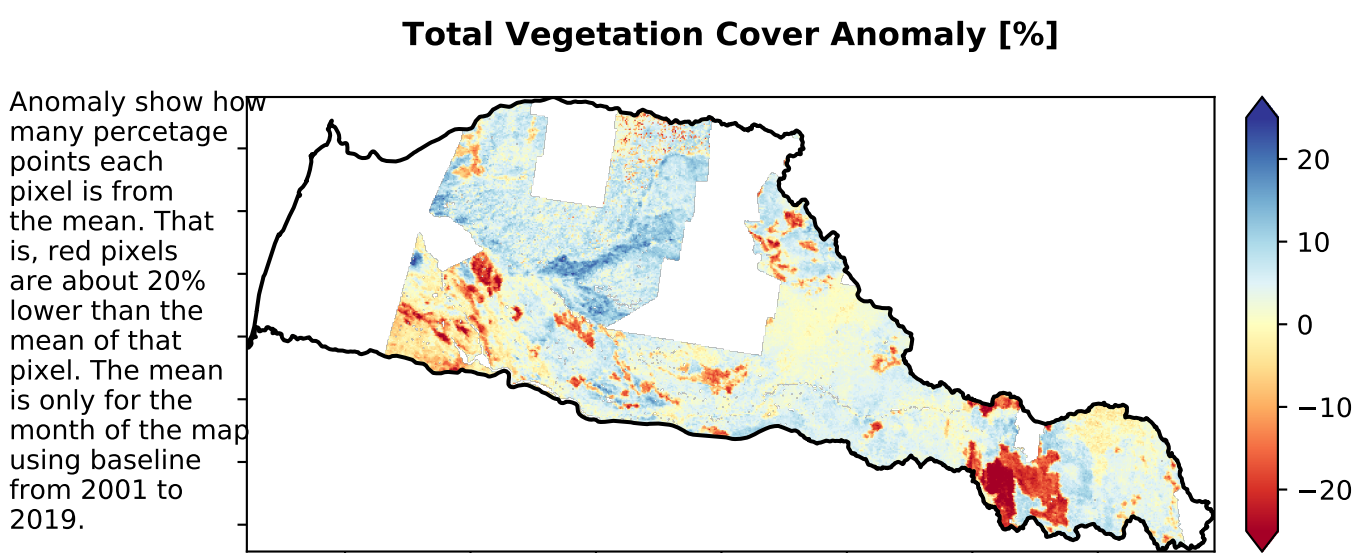 Total Vegetation Cover Anomaly [%]
Anomaly show how
many percetage
points each
pixel is from
the mean. That
is, red pixels
are about 20%
lower than the
mean of that
pixel. The mean
is only for the
month of the map
using baseline
from 2001 to
2019.
20
10
0
−10
−20